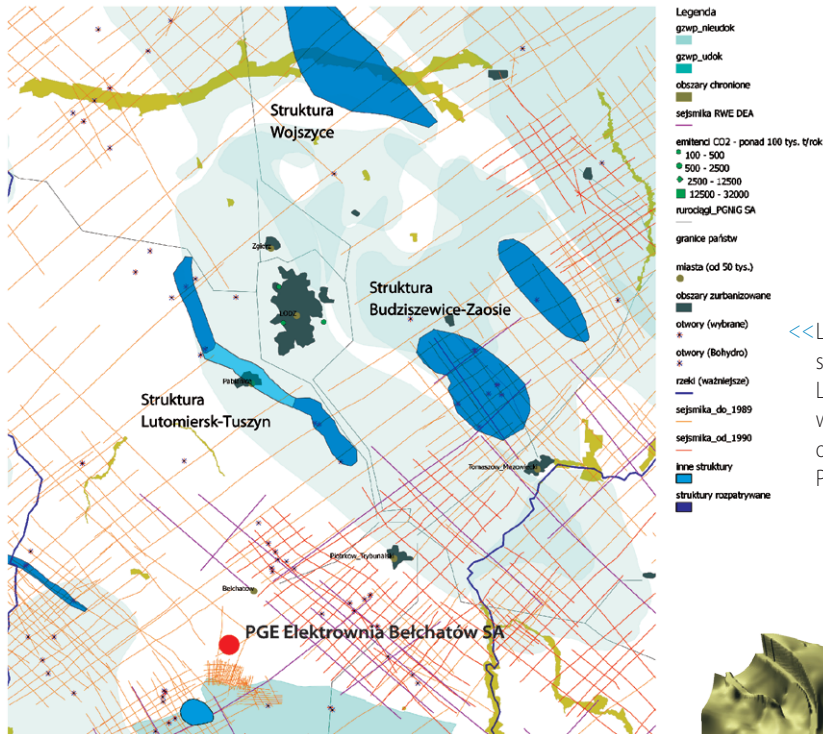 Struktura
Wojszyce
Zgierz
Struktura
Budziszewice-Zaosie
ŁÓDŹ
Pabianice
Struktura
Lutomiersk-Tuszyn
Tomaszów_Mazowiecki
Piotrków_Trybunalski
Bełchatów
PGE Elektrownia Bełchatów SA
Legenda
gzwp_nieudok
gzwp_udok
obszary chronione
sejsmika RWE DEA
emitenci CO2 - ponad 100 tys. t/rok
100 - 500
500 - 2500
2500 - 12500
12500 - 32000
rurociągi_PGNiG SA
granice państw
miasta (od 50 tys.)
obszary zurbanizowane
otwory (wybrane)
otwory (Bohydro)
rzeki (ważniejsze)
sejsmika_do_1989
sejsmika_od_1990
inne struktury
struktury rozpatrywane
<<L
s
L
P